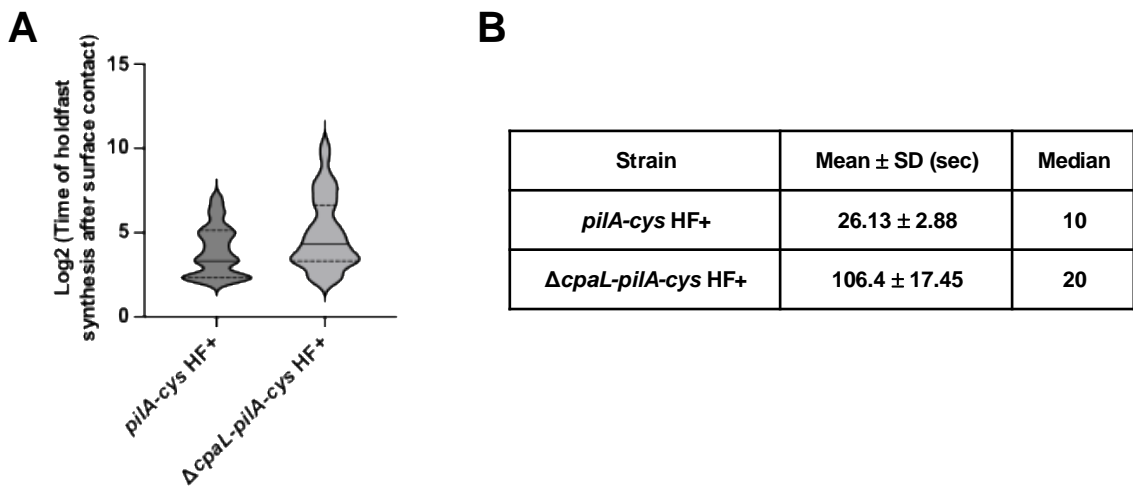 A
Log2 (Time of holdfast
synthesis after surface contact)
15
10
5
0
pilA-cys HF+
ΔcpaL-pilA-cys HF+
B
Strain Mean ± SD (sec) Median
pilA-cys HF+ 26.13 ± 2.88 10
ΔcpaL-pilA-cys HF+ 106.4 ± 17.45 20